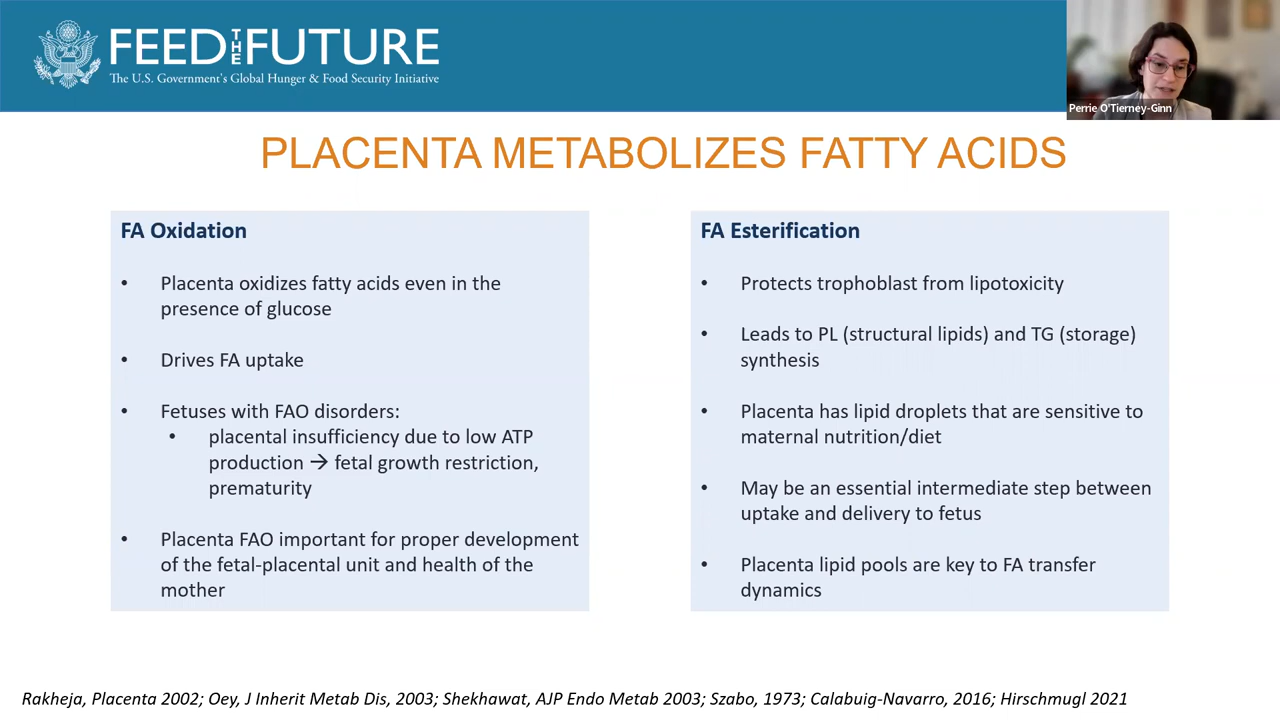 FEED THE FUTURE
The U.S. Government's Global Hunger & Food Security Initiative
Perrie O'Tierney-Ginn
PLACENTA METABOLIZES FATTY ACIDS
FA Oxidation
• Placenta oxidizes fatty acids even in the
presence of glucose
• Drives FA uptake
• Fetuses with FAO disorders:
• placental insufficiency due to low ATP
production → fetal growth restriction,
prematurity
• Placenta FAO important for proper development
of the fetal-placental unit and health of the
mother
FA Esterification
• Protects trophoblast from lipotoxicity
• Leads to PL (structural lipids) and TG (storage)
synthesis
• Placenta has lipid droplets that are sensitive to
maternal nutrition/diet
• May be an essential intermediate step between
uptake and delivery to fetus
• Placenta lipid pools are key to FA transfer
dynamics
Rakheja, Placenta 2002; Oey, J Inherit Metab Dis, 2003; Shekhawat, AJP Endo Metab 2003; Szabo, 1973; Calabuig-Navarro, 2016; Hirschmugl 2021